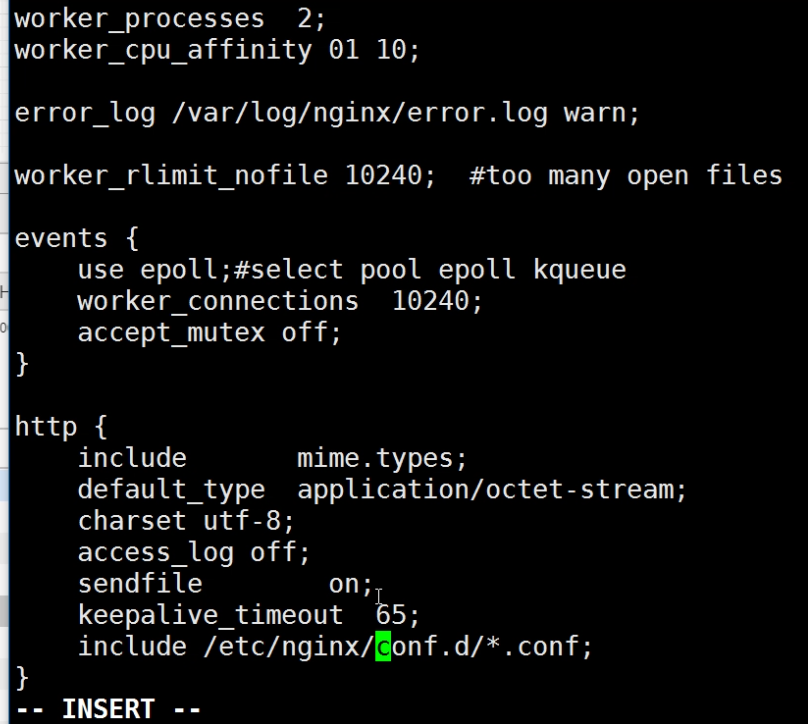 worker_processes  2;
worker_cpu_affinity 01 10;
error_log /var/log/nginx/error.log warn;
worker_rlimit_nofile 10240;  #too many open files
events {
    use epoll;#select pool epoll kqueue
    worker_connections  10240;
    accept_mutex off;
}
http {
    include       mime.types;
    default_type  application/octet-stream;
    charset utf-8;
    access_log off;
    sendfile        on;
    keepalive_timeout  65;
    include /etc/nginx/conf.d/*.conf;
}
-- INSERT --